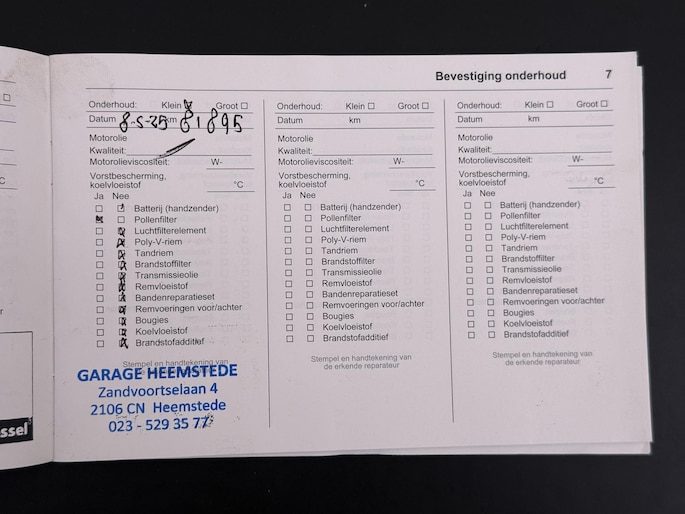 Bevestiging onderhoud 7
Onderhoud: Klein Groot
Datum 8-5-25 km 81895
Motorolie
Kwaliteit:
Motorolieviscositeit: W-
Vorstbescherming,
koelvloeistof °C
Ja Nee
Batterij (handzender)
Pollenfilter
Luchtfilterelement
Poly-V-riem
Tandriem
Brandstoffilter
Transmissieolie
Remvloeistof
Bandenreparatieset
Remvoeringen voor/achter
Bougies
Koelvloeistof
Brandstofadditief
Stempel en handtekening van
GARAGE HEEMSTEDE
Zandvoortselaan 4
2106 CN Heemstede
023 - 529 35 77
Onderhoud: Klein Groot
Datum km
Motorolie
Kwaliteit:
Motorolieviscositeit: W-
Vorstbescherming,
koelvloeistof °C
Ja Nee
Batterij (handzender)
Pollenfilter
Luchtfilterelement
Poly-V-riem
Tandriem
Brandstoffilter
Transmissieolie
Remvloeistof
Bandenreparatieset
Remvoeringen voor/achter
Bougies
Koelvloeistof
Brandstofadditief
Stempel en handtekening van
de erkende reparateur
Onderhoud: Klein Groot
Datum km
Motorolie
Kwaliteit:
Motorolieviscositeit: W-
Vorstbescherming,
koelvloeistof °C
Ja Nee
Batterij (handzender)
Pollenfilter
Luchtfilterelement
Poly-V-riem
Tandriem
Brandstoffilter
Transmissieolie
Remvloeistof
Bandenreparatieset
Remvoeringen voor/achter
Bougies
Koelvloeistof
Brandstofadditief
Stempel en handtekening van
de erkende reparateur